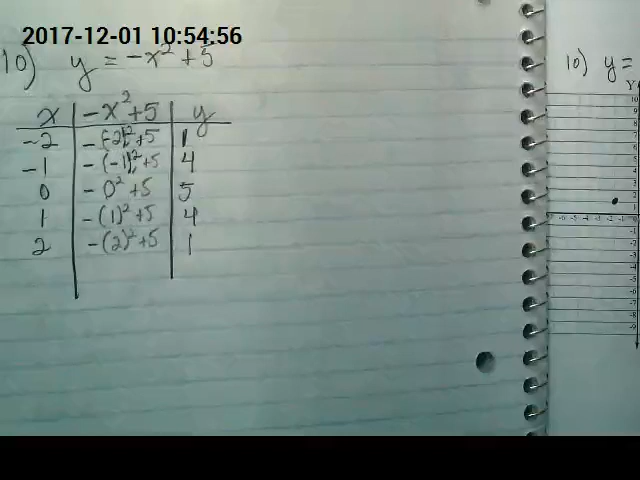 2017-12-01 10:54:56
10) y = -x² + 5
10) y =
x | -x² + 5 | y
-2 | -(-2)² + 5 | 1
-1 | -(-1)² + 5 | 4
0 | -0² + 5 | 5
1 | -(1)² + 5 | 4
2 | -(2)² + 5 | 1
Y